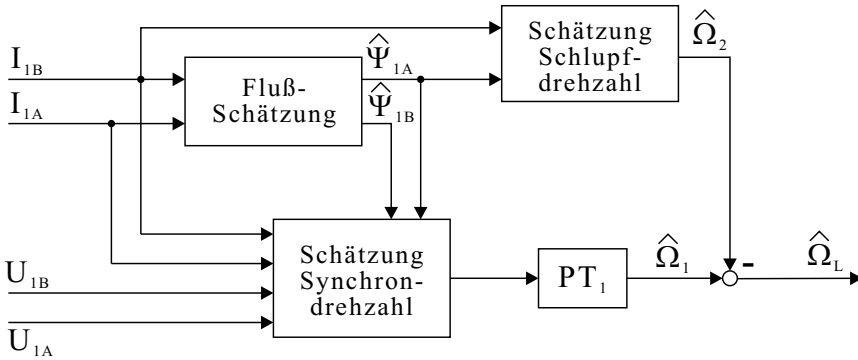 I1B
I1A
Fluß-
Schätzung
Ψ̂1A
Ψ̂1B
Schätzung
Schlupf-
drehzahl
Ω̂2
U1B
U1A
Schätzung
Synchron-
drehzahl
PT1
Ω̂1
-
Ω̂L